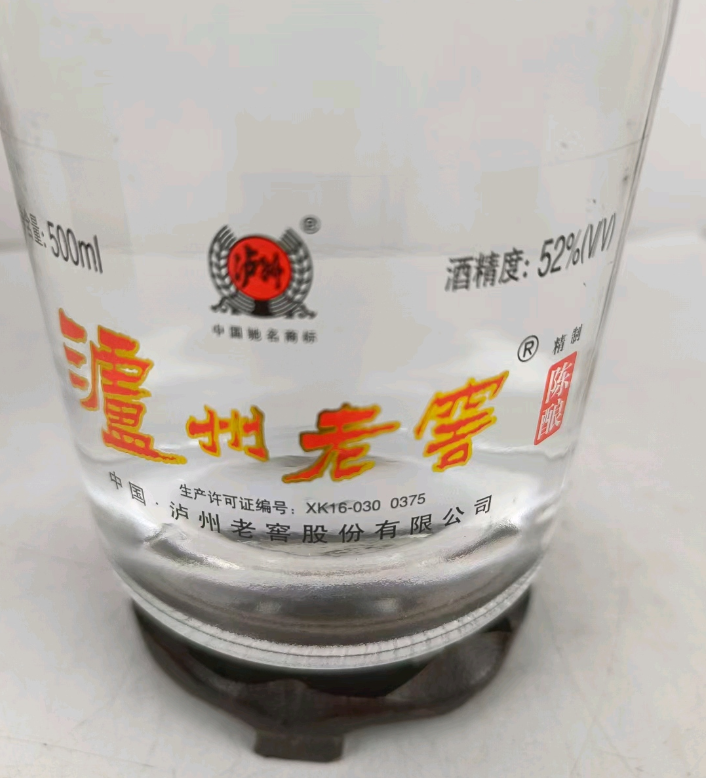 量: 500ml
泸州
®
中国驰名商标
酒精度: 52%(V/V)
泸州老窖
®
精制
陈酿
生产许可证编号: XK16-030 0375
中国·泸州老窖股份有限公司